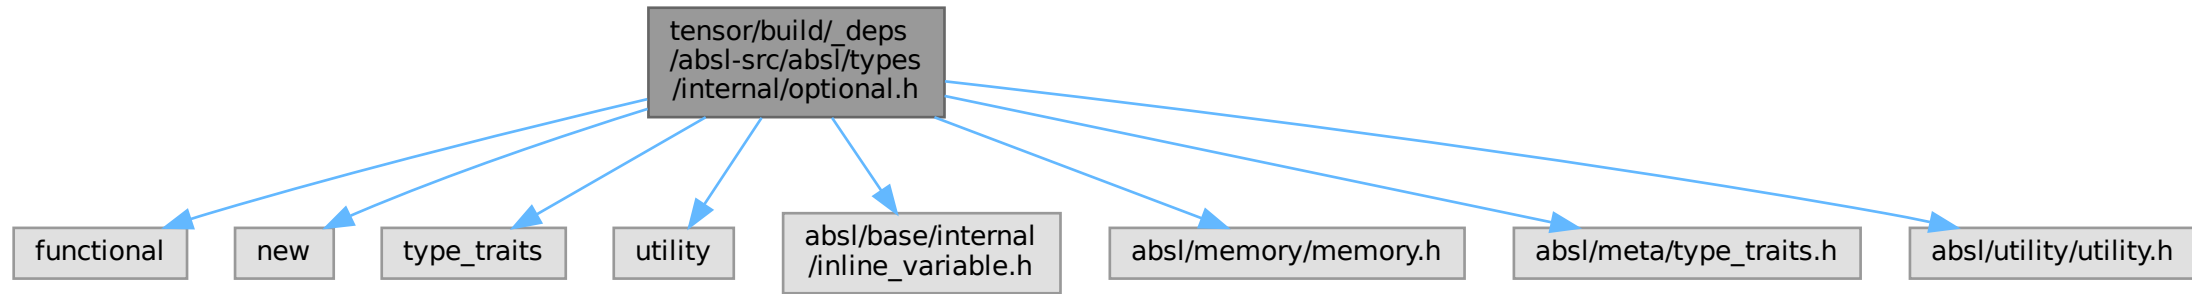 tensor/build/_deps
/absl-src/absl/types
/internal/optional.h
functional
new
type_traits
utility
absl/base/internal
/inline_variable.h
absl/memory/memory.h
absl/meta/type_traits.h
absl/utility/utility.h